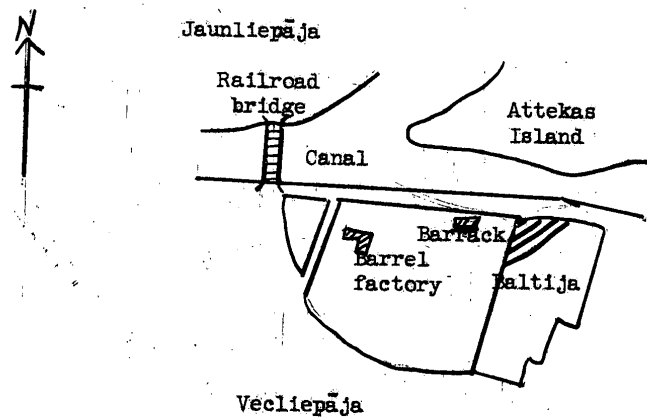 N
Jaunliepāja
Railroad
bridge
Attekas
Island
Canal
Barrack
Barrel
factory
Baltija
Vecliepāja